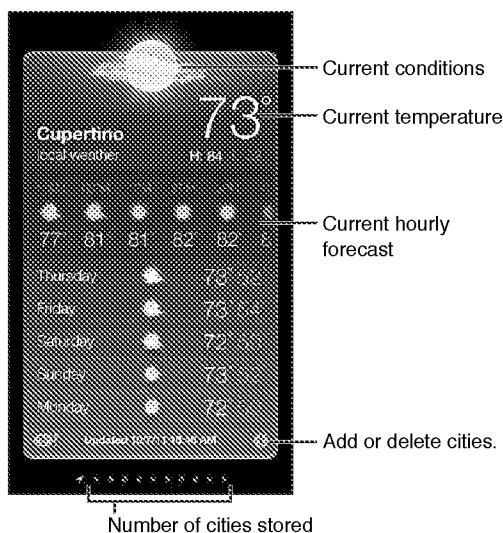 Current conditions
73°
Current temperature
Cupertino
local weather
H: 84
Current hourly
forecast
77° 81 81 82 82
Thursday 73
Friday 73
Saturday 72
Sunday 73
Monday 72
Add or delete cities.
Number of cities stored